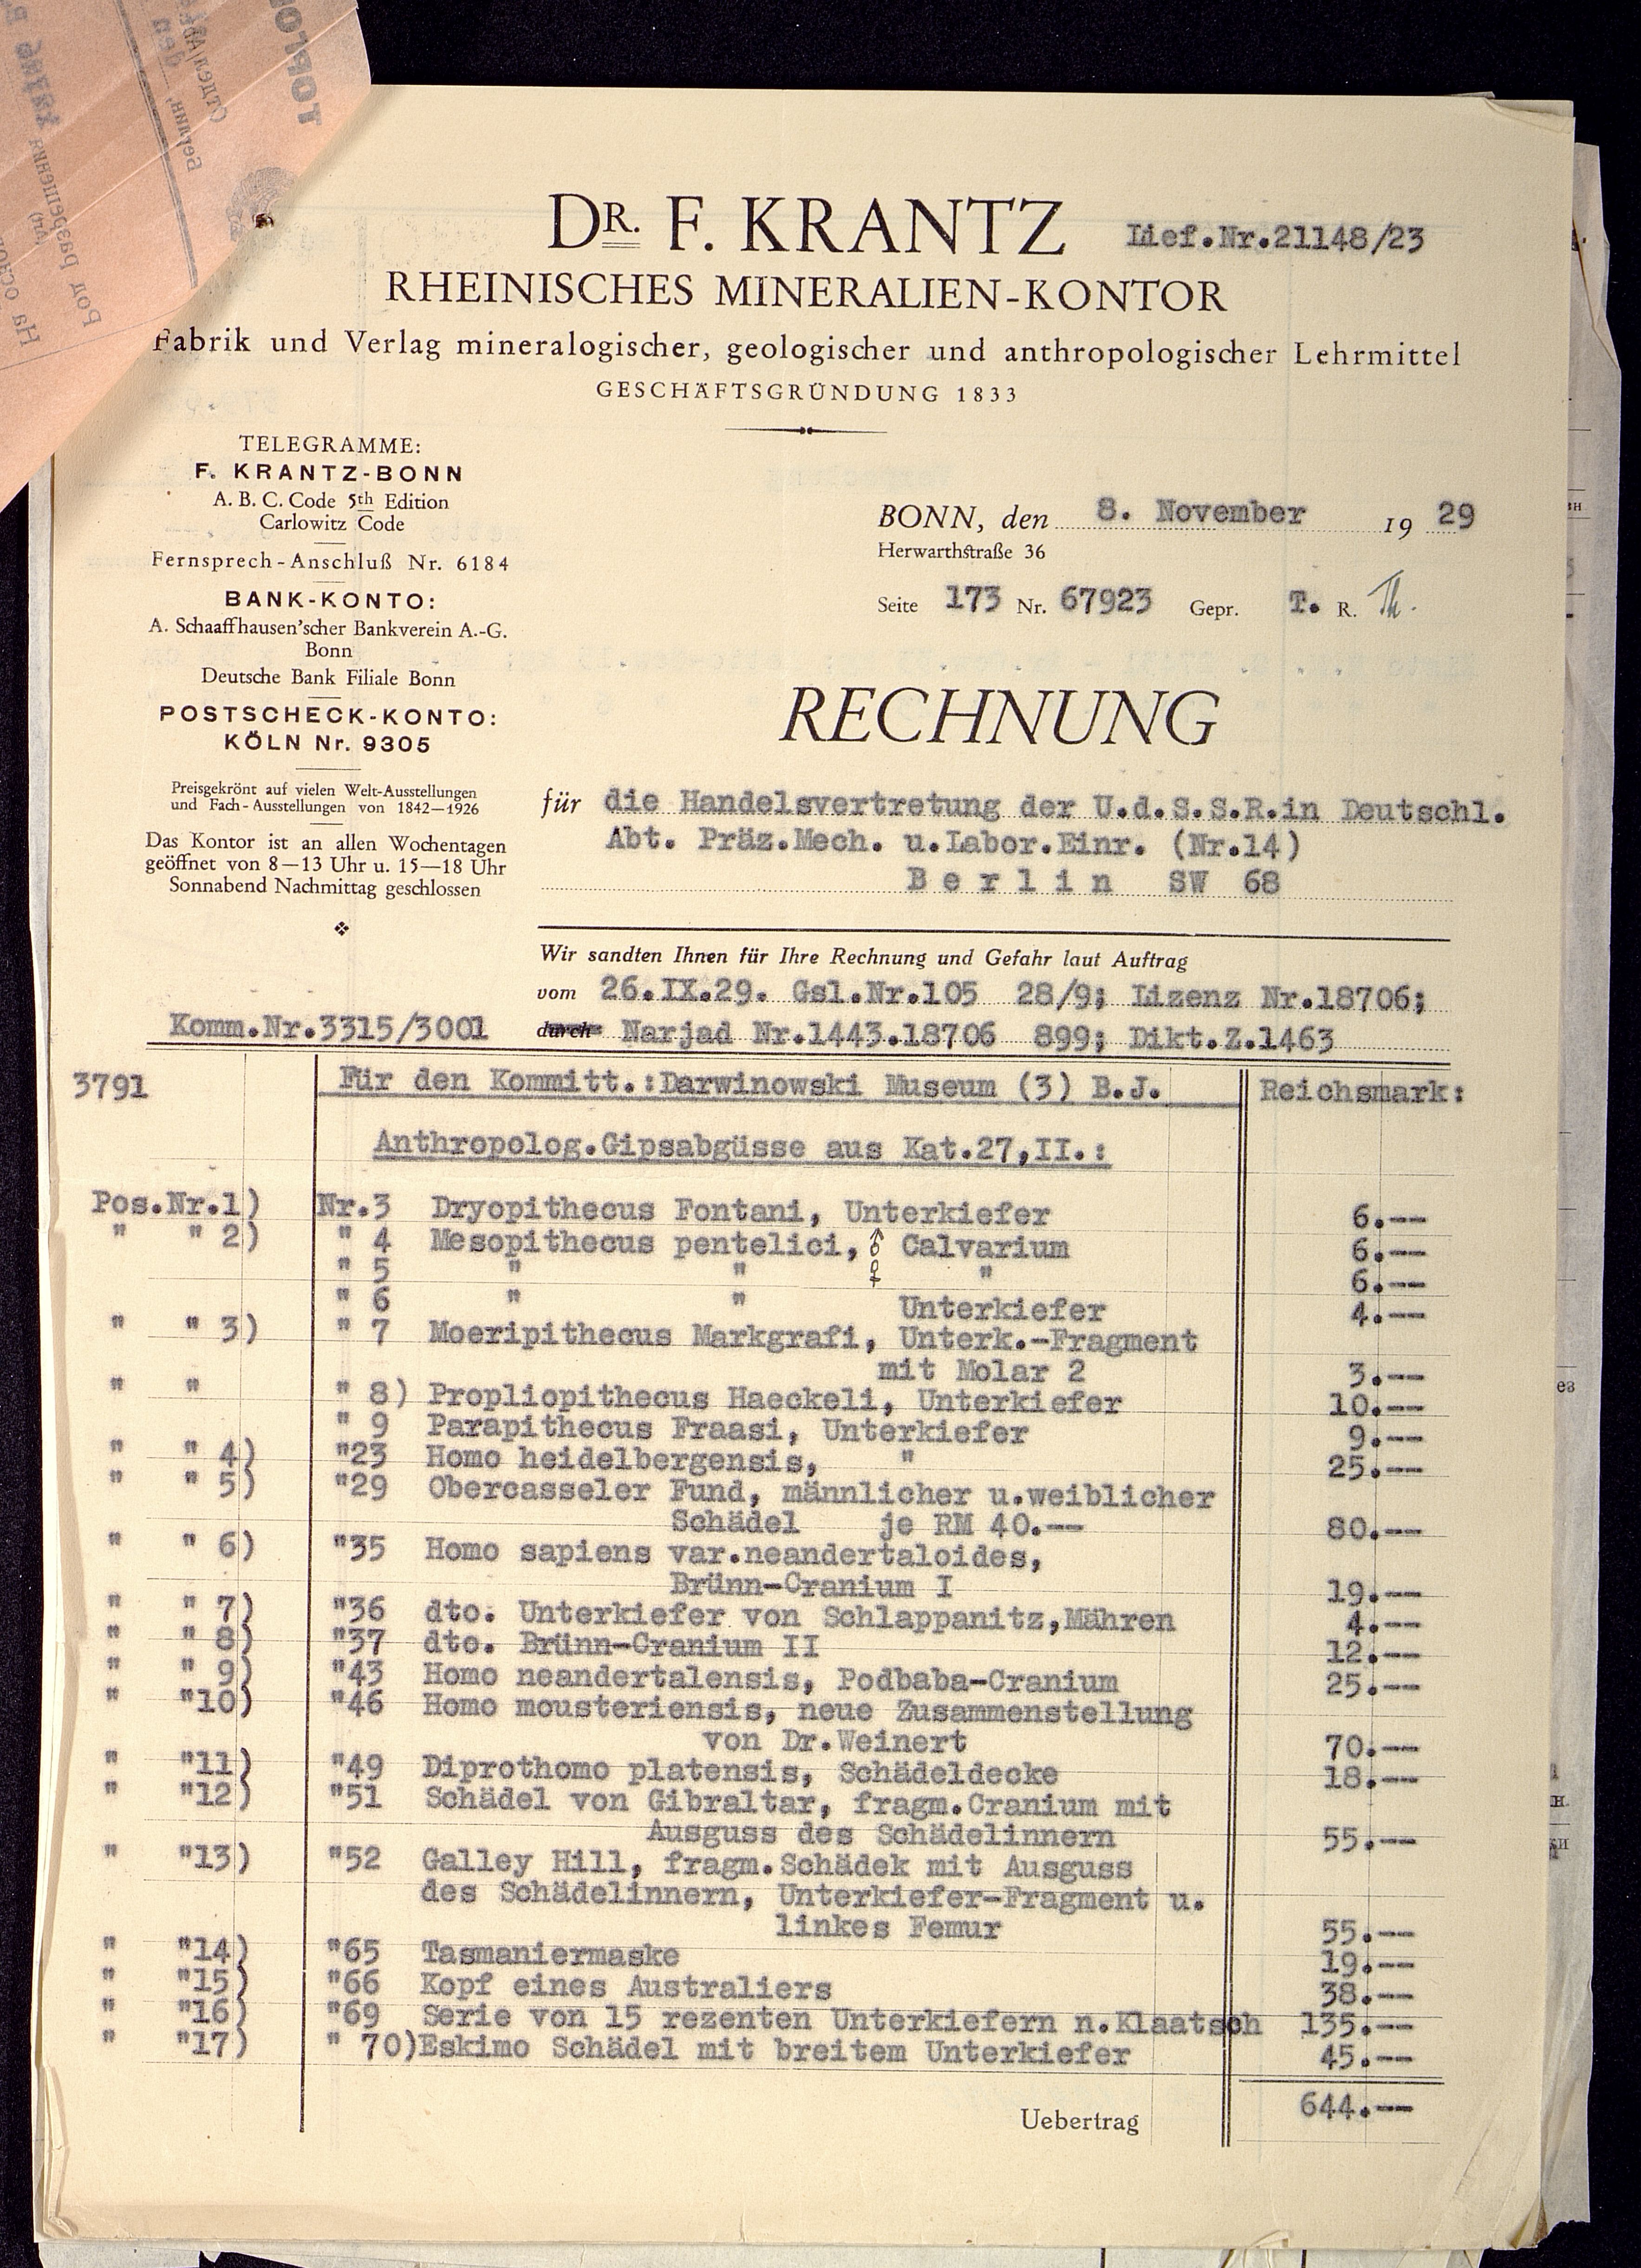 DR. F. KRANTZ Lief.Nr.21148/23
RHEINISCHES MINERALIEN-KONTOR
Fabrik und Verlag mineralogischer, geologischer und anthropologischer Lehrmittel
GESCHÄFTSGRÜNDUNG 1833
TELEGRAMME:
F. KRANTZ-BONN
A. B. C. Code 5th Edition
Carlowitz Code
Fernsprech-Anschluß Nr. 6184
BANK-KONTO:
A. Schaaffhausen'scher Bankverein A.-G.
Bonn
Deutsche Bank Filiale Bonn
POSTSCHECK-KONTO:
KÖLN Nr. 9305
Preisgekrönt auf vielen Welt-Ausstellungen
und Fach-Ausstellungen von 1842—1926
Das Kontor ist an allen Wochentagen
geöffnet von 8—13 Uhr u. 15—18 Uhr
Sonnabend Nachmittag geschlossen
BONN, den 8. November 19 29
Herwarthstraße 36
Seite 173 Nr. 67923 Gepr. T. R. Th.
RECHNUNG
für die Handelsvertretung der U.d.S.S.R.in Deutschl.
Abt. Präz.Mech. u.Labor.Einr. (Nr.14)
Berlin SW 68
Wir sandten Ihnen für Ihre Rechnung und Gefahr laut Auftrag
vom 26.IX.29. Gsl.Nr.105 28/9; Lizenz Nr.18706;
Komm.Nr.3315/3001 durch Narjad Nr.1443.18706 899; Dikt.Z.1463
3791 Für den Kommitt.:Darwinowski Museum (3) B.J. Reichsmark:
Anthropolog.Gipsabgüsse aus Kat.27,II.:
Pos.Nr.1) Nr.3 Dryopithecus Fontani, Unterkiefer 6.--
" " 2) " 4 Mesopithecus pentelici, ♂ Calvarium 6.--
" 5 " " ♀ " 6.--
" 6 " " Unterkiefer 4.--
" " 3) " 7 Moeripithecus Markgrafi, Unterk.-Fragment
mit Molar 2 3.--
" " " 8) Propliopithecus Haeckeli, Unterkiefer 10.--
" 9 Parapithecus Fraasi, Unterkiefer 9.--
" " 4) "23 Homo heidelbergensis, " 25.--
" " 5) "29 Obercasseler Fund, männlicher u.weiblicher
Schädel je RM 40.-- 80.--
" " 6) "35 Homo sapiens var.neandertaloides,
Brünn-Cranium I 19.--
" " 7) "36 dto. Unterkiefer von Schlappanitz,Mähren 4.--
" " 8) "37 dto. Brünn-Cranium II 12.--
" " 9) "43 Homo neandertalensis, Podbaba-Cranium 25.--
" "10) "46 Homo mousteriensis, neue Zusammenstellung
von Dr.Weinert 70.--
" "11) "49 Diprothomo platensis, Schädeldecke 18.--
" "12) "51 Schädel von Gibraltar, fragm.Cranium mit
Ausguss des Schädelinnern 55.--
" "13) "52 Galley Hill, fragm.Schädek mit Ausguss
des Schädelinnern, Unterkiefer-Fragment u.
linkes Femur 55.--
" "14) "65 Tasmaniermaske 19.--
" "15) "66 Kopf eines Australiers 38.--
" "16) "69 Serie von 15 rezenten Unterkiefern n.Klaatsch 135.--
" "17) " 70)Eskimo Schädel mit breitem Unterkiefer 45.--
Uebertrag 644.--